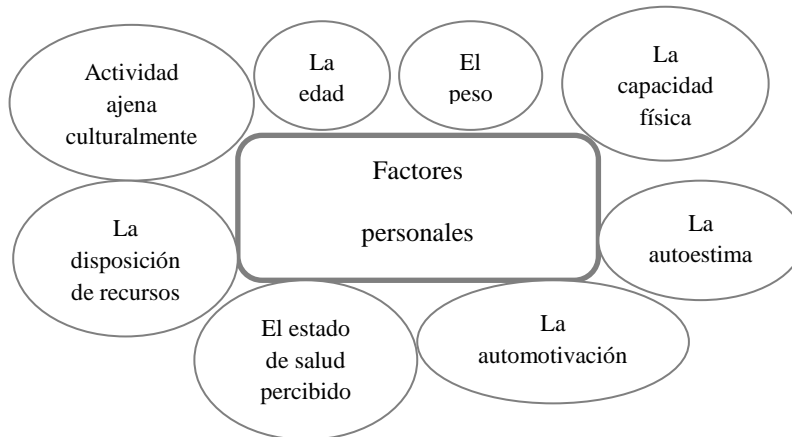 Actividad
ajena
culturalmente
La
edad
El
peso
La
capacidad
física
Factores
personales
La
disposición
de recursos
La
autoestima
El estado
de salud
percibido
La
automotivación